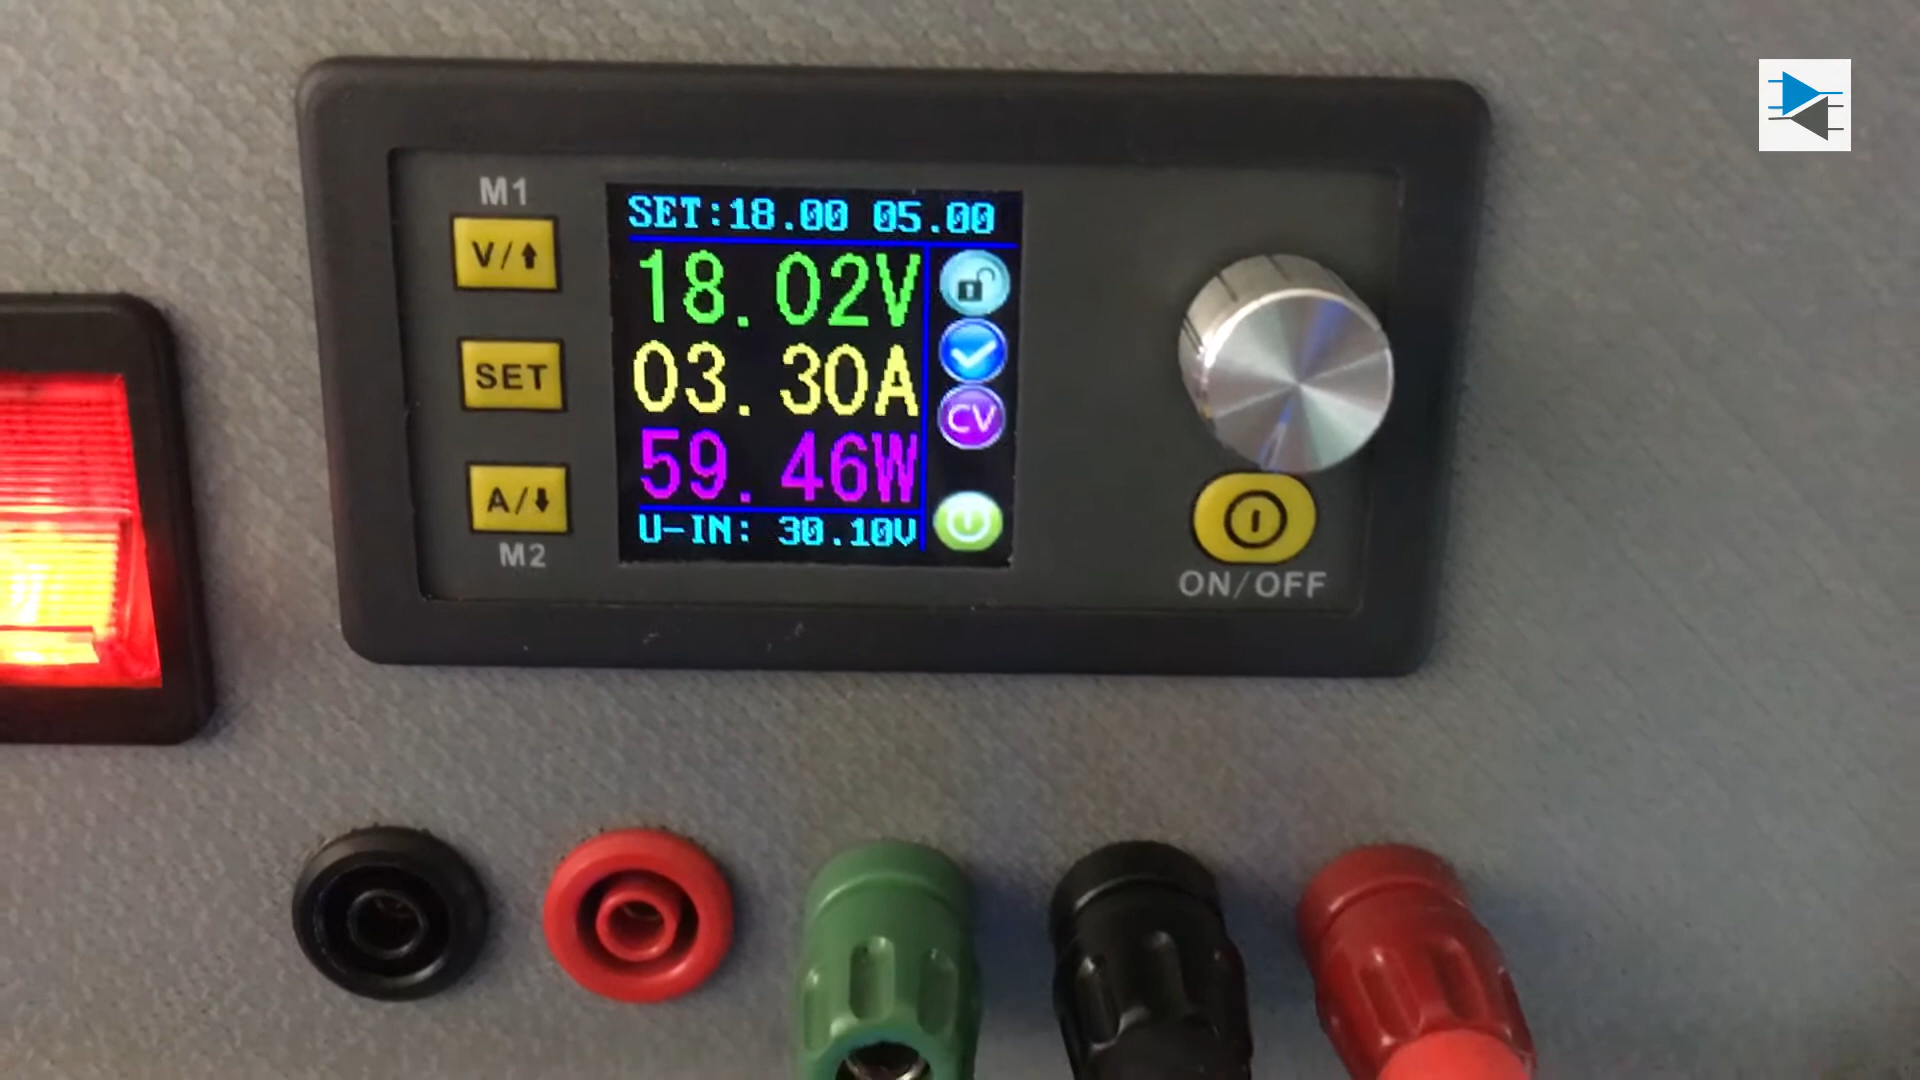 M1
V/⬆
SET
A/⬇
M2
SET:18.00 05.00
18.02V
03.30A
59.46W
U-IN: 30.10V
CV
ON/OFF